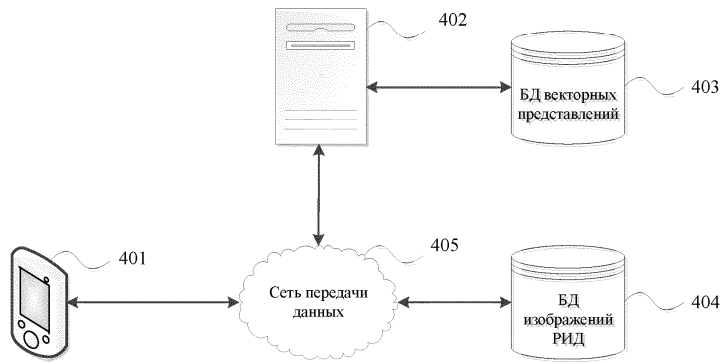 402
БД векторных
представлений
403
401
405
Сеть передачи
данных
БД
изображений
РИД
404